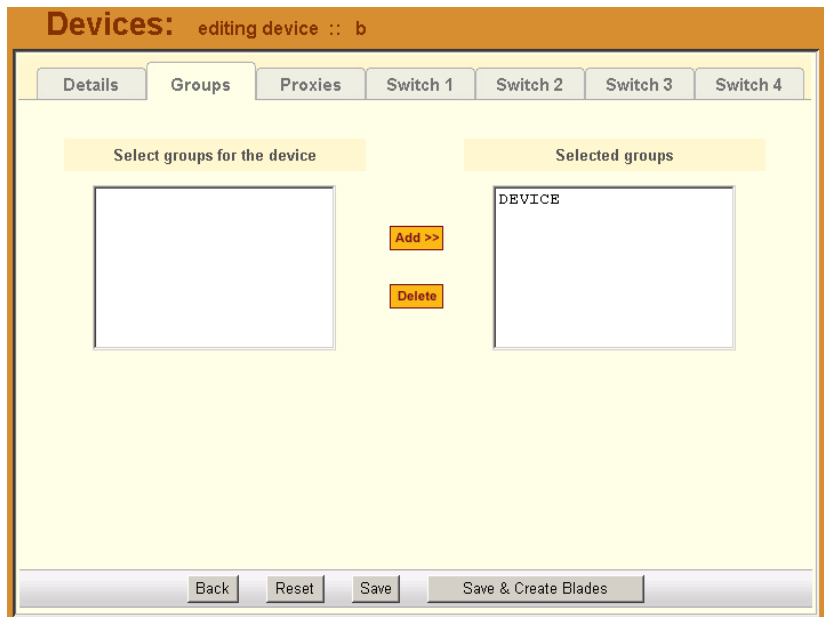 Devices: editing device :: b
Details Groups Proxies Switch 1 Switch 2 Switch 3 Switch 4
Select groups for the device Selected groups
DEVICE
Add >>
Delete
Back Reset Save Save & Create Blades